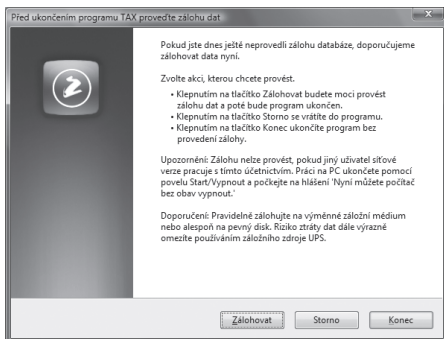 Před ukončením programu TAX proveďte zálohu dat
Pokud jste dnes ještě neprovedli zálohu databáze, doporučujeme
zálohovat data nyní.
Zvolte akci, kterou chcete provést.
• Klepnutím na tlačítko Zálohovat budete moci provést
zálohu dat a poté bude program ukončen.
• Klepnutím na tlačítko Storno se vrátíte do programu.
• Klepnutím na tlačítko Konec ukončíte program bez
provedení zálohy.
Upozornění: Zálohu nelze provést, pokud jiný uživatel síťové
verze pracuje s tímto účetnictvím. Práci na PC ukončete pomocí
povelu Start/Vypnout a počkejte na hlášení 'Nyní můžete počítač
bez obav vypnout.'
Doporučení: Pravidelně zálohujte na výměnné záložní médium
nebo alespoň na pevný disk. Riziko ztráty dat dále výrazně
omezíte používáním záložního zdroje UPS.
Zálohovat Storno Konec